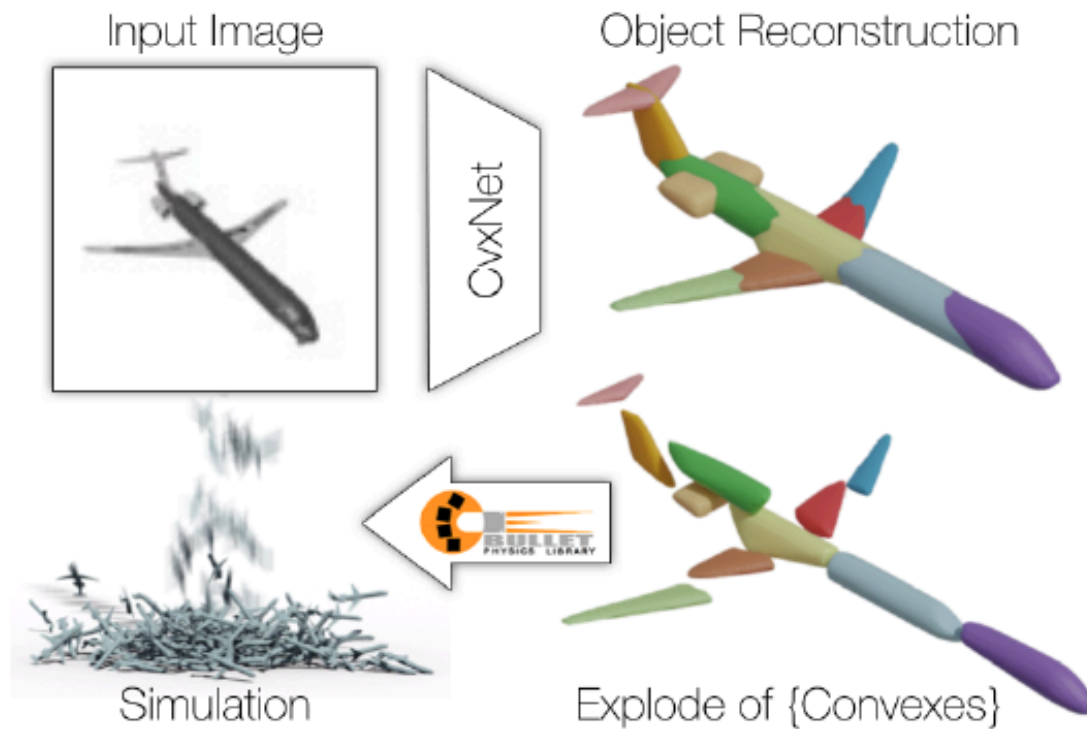 Input Image
Object Reconstruction
CvxNet
BULLET
PHYSICS LIBRARY
Simulation
Explode of {Convexes}